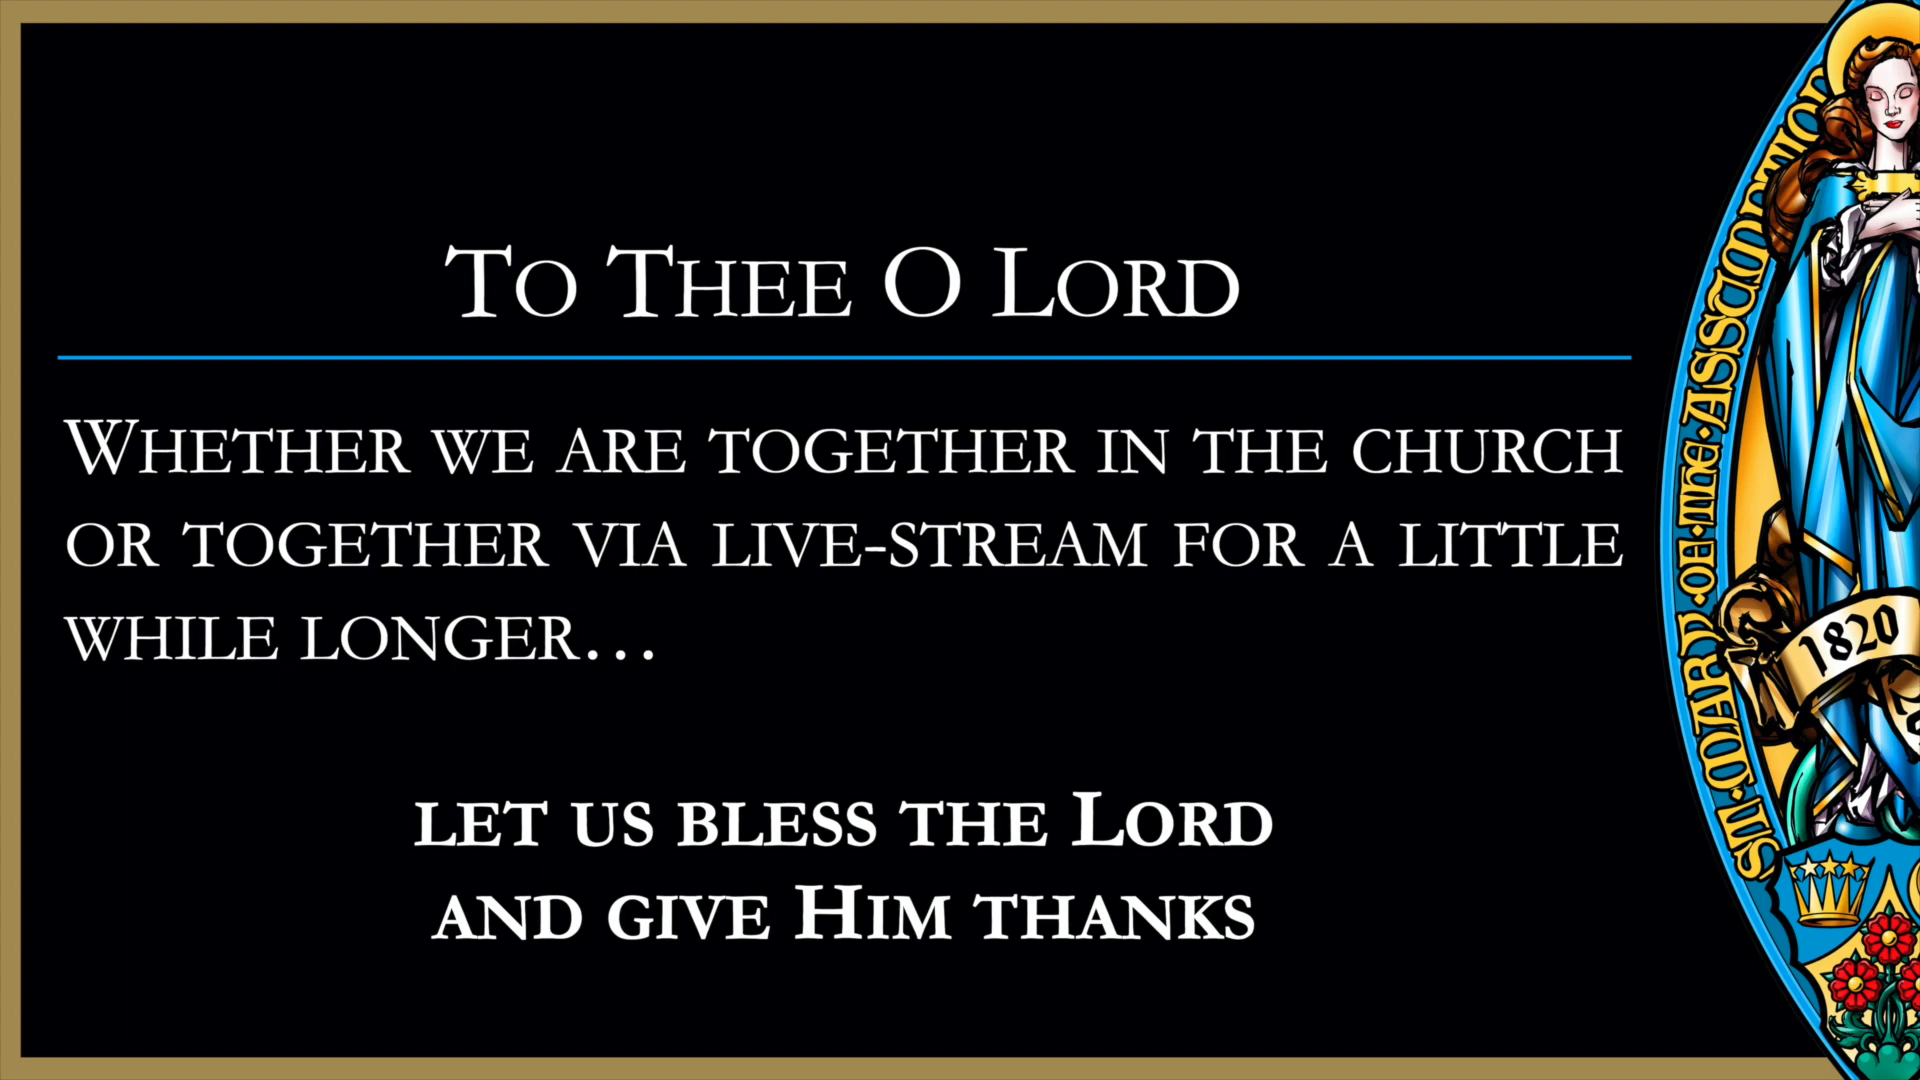 To Thee O Lord
Whether we are together in the church
or together via live-stream for a little
while longer...
let us bless the Lord
and give Him thanks
St. Mary on the Assumption
1820